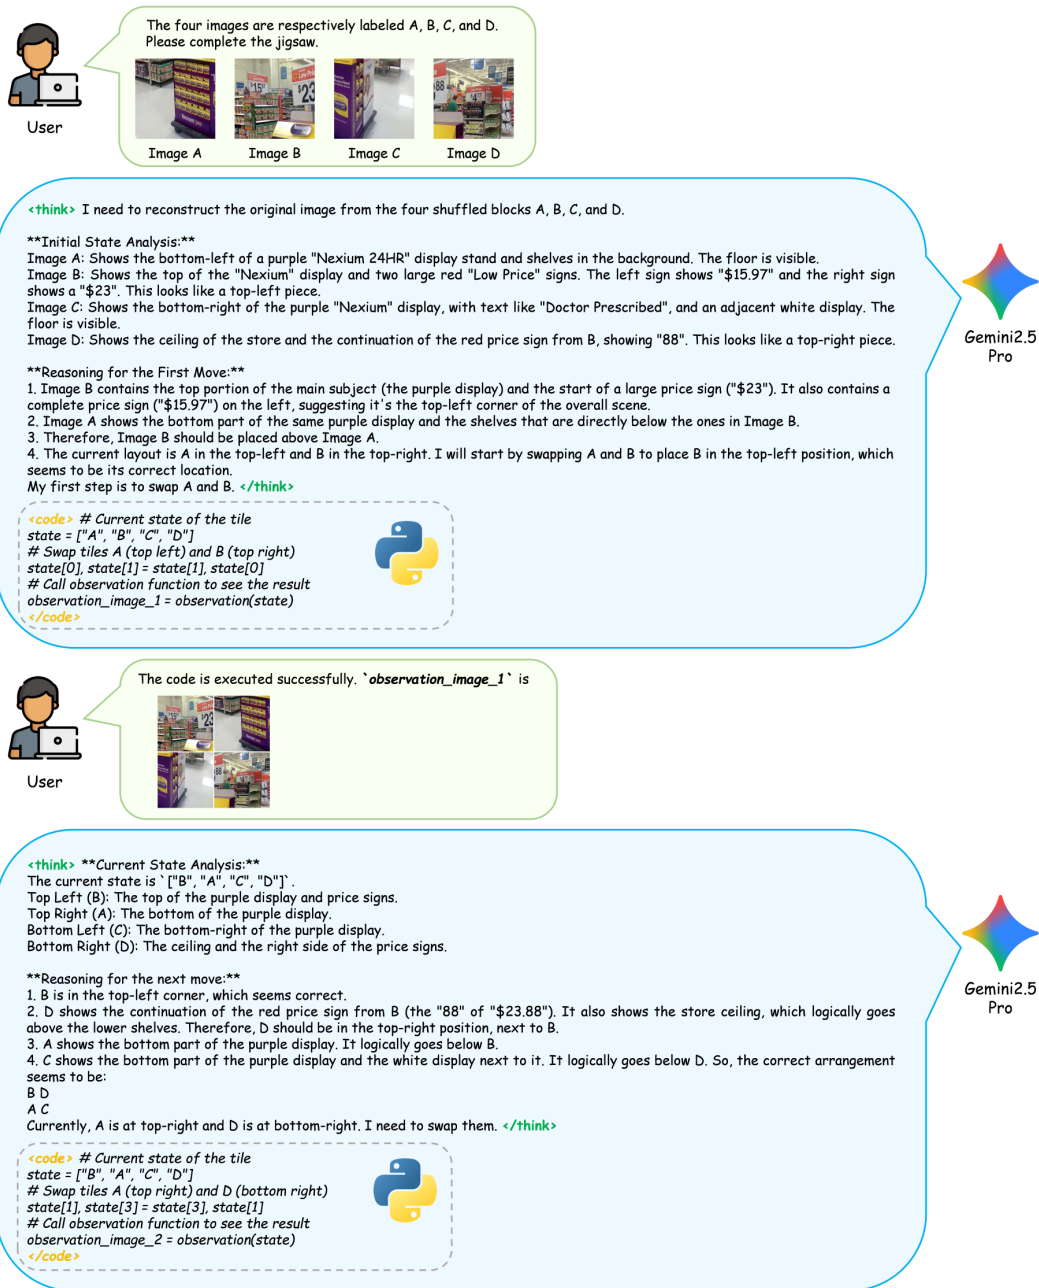 The four images are respectively labeled A, B, C, and D.
Please complete the jigsaw.
User
Image A
Image B
Image C
Image D
<think> I need to reconstruct the original image from the four shuffled blocks A, B, C, and D.
**Initial State Analysis:**
Image A: Shows the bottom-left of a purple "Nexium 24HR" display stand and shelves in the background. The floor is visible.
Image B: Shows the top of the "Nexium" display and two large red "Low Price" signs. The left sign shows "$15.97" and the right sign
shows a "$23". This looks like a top-left piece.
Image C: Shows the bottom-right of the purple "Nexium" display, with text like "Doctor Prescribed", and an adjacent white display. The
floor is visible.
Image D: Shows the ceiling of the store and the continuation of the red price sign from B, showing "88". This looks like a top-right piece.
**Reasoning for the First Move:**
1. Image B contains the top portion of the main subject (the purple display) and the start of a large price sign ("$23"). It also contains a
complete price sign ("$15.97") on the left, suggesting it's the top-left corner of the overall scene.
2. Image A shows the bottom part of the same purple display and the shelves that are directly below the ones in Image B.
3. Therefore, Image B should be placed above Image A.
4. The current layout is A in the top-left and B in the top-right. I will start by swapping A and B to place B in the top-left position, which
seems to be its correct location.
My first step is to swap A and B. </think>
Gemini2.5
Pro
<code> # Current state of the tile
state = ["A", "B", "C", "D"]
# Swap tiles A (top left) and B (top right)
state[0], state[1] = state[1], state[0]
# Call observation function to see the result
observation_image_1 = observation(state)
</code>
The code is executed successfully. `observation_image_1` is
User
<think> **Current State Analysis:**
The current state is `["B", "A", "C", "D"]`.
Top Left (B): The top of the purple display and price signs.
Top Right (A): The bottom of the purple display.
Bottom Left (C): The bottom-right of the purple display.
Bottom Right (D): The ceiling and the right side of the price signs.
**Reasoning for the next move:**
1. B is in the top-left corner, which seems correct.
2. D shows the continuation of the red price sign from B (the "88" of "$23.88"). It also shows the store ceiling, which logically goes
above the lower shelves. Therefore, D should be in the top-right position, next to B.
3. A shows the bottom part of the purple display. It logically goes below B.
4. C shows the bottom part of the purple display and the white display next to it. It logically goes below D. So, the correct arrangement
seems to be:
B D
A C
Currently, A is at top-right and D is at bottom-right. I need to swap them. </think>
Gemini2.5
Pro
<code> # Current state of the tile
state = ["B", "A", "C", "D"]
# Swap tiles A (top right) and D (bottom right)
state[1], state[3] = state[3], state[1]
# Call observation function to see the result
observation_image_2 = observation(state)
</code>